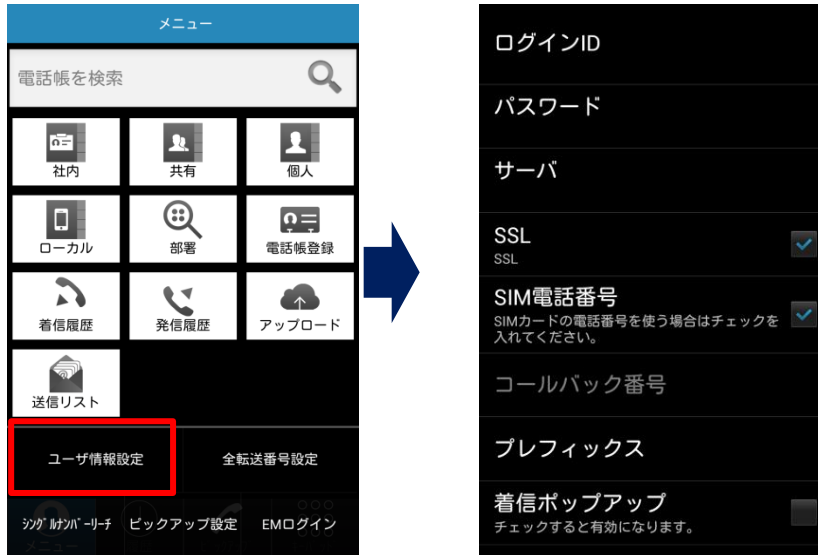 メニュー
電話帳を検索
社内
共有
個人
ローカル
部署
電話帳登録
着信履歴
発信履歴
アップロード
送信リスト
ユーザ情報設定
全転送番号設定
ｼﾝｸﾞﾙﾅﾝﾊﾞｰﾘｰﾁ
ピックアップ設定
EMログイン
メニュー
ログインID
パスワード
サーバ
SSL
SSL
SIM電話番号
SIMカードの電話番号を使う場合はチェックを
入れてください。
コールバック番号
プレフィックス
着信ポップアップ
チェックすると有効になります。